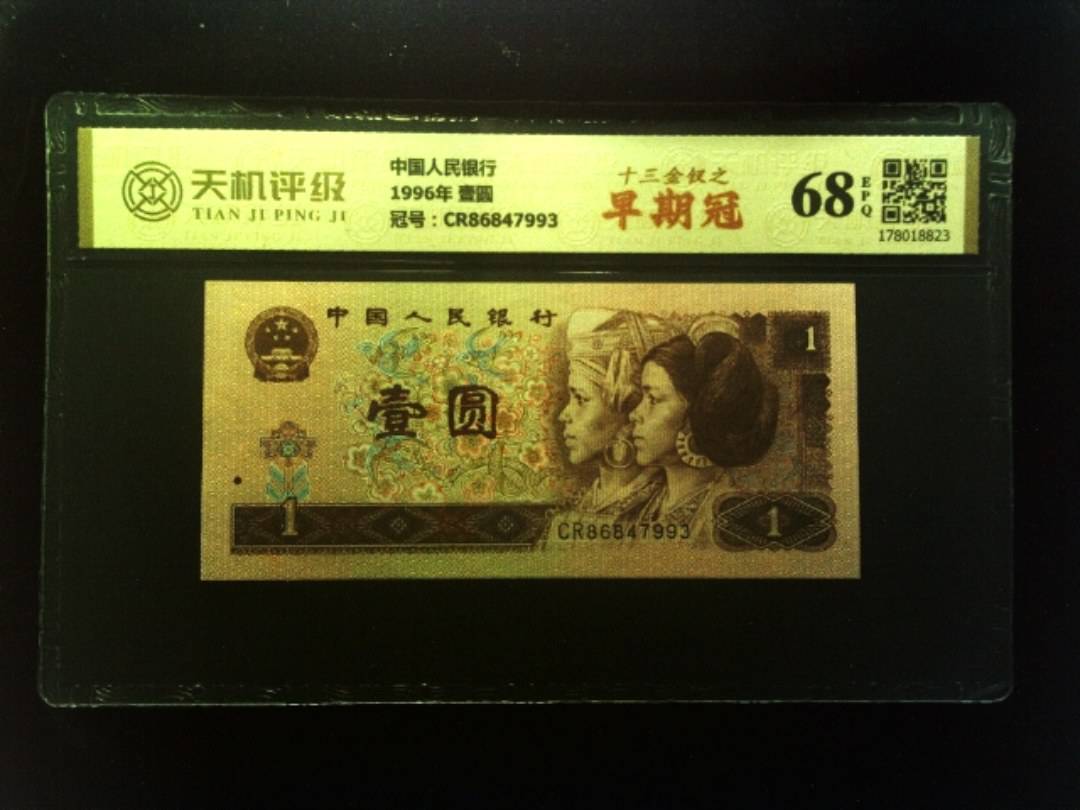 天机评级
TIAN JI PING JI
中国人民银行
1996年 壹圆
冠号：CR86847993
十三金钗之
早期冠
68
EPQ
178018823
中国人民银行
1
壹圆
1
CR86847993
1